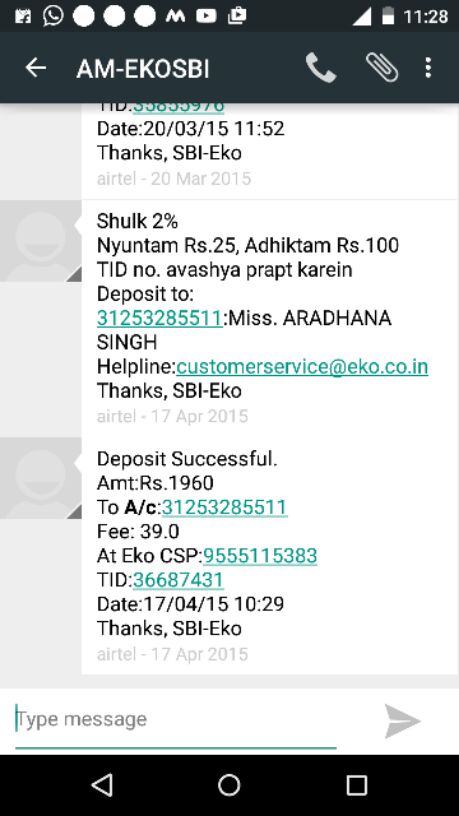 11:28
AM-EKOSBI
TID:35855976
Date:20/03/15 11:52
Thanks, SBI-Eko
airtel - 20 Mar 2015
Shulk 2%
Nyuntam Rs.25, Adhiktam Rs.100
TID no. avashya prapt karein
Deposit to:
31253285511:Miss. ARADHANA
SINGH
Helpline:customerservice@eko.co.in
Thanks, SBI-Eko
airtel - 17 Apr 2015
Deposit Successful.
Amt:Rs.1960
To A/c:31253285511
Fee: 39.0
At Eko CSP:9555115383
TID:36687431
Date:17/04/15 10:29
Thanks, SBI-Eko
airtel - 17 Apr 2015
Type message